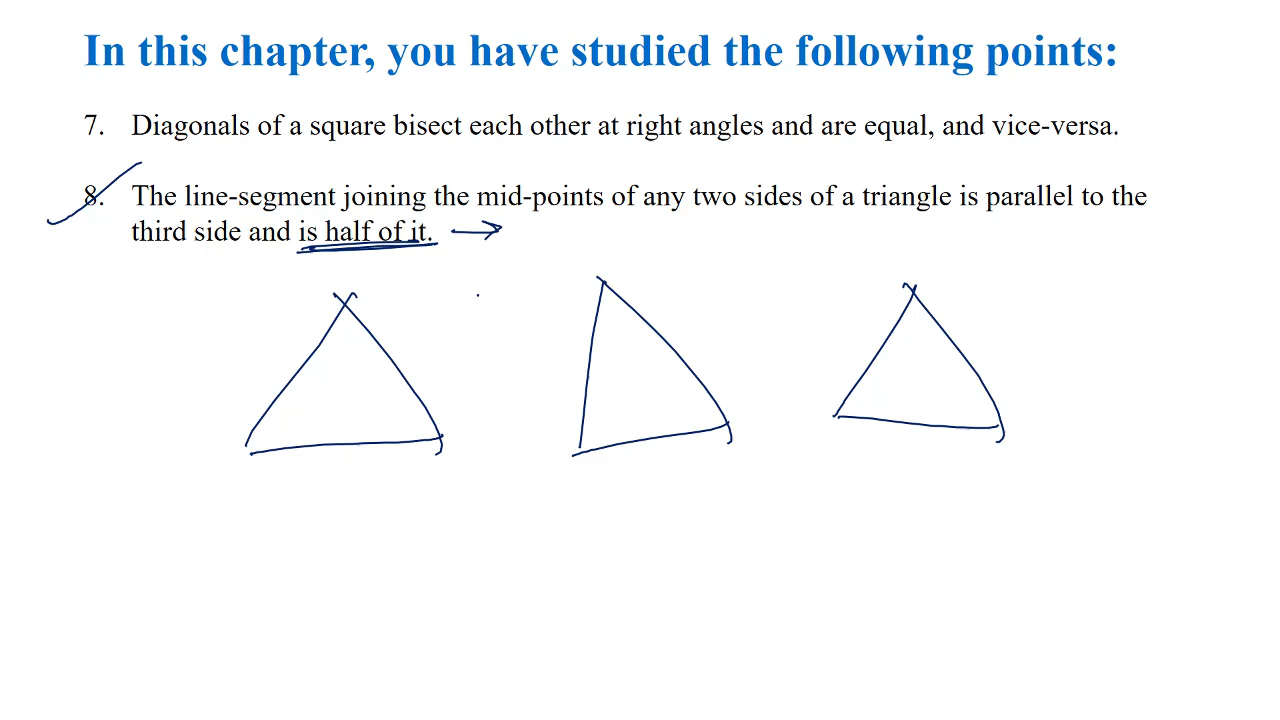 In this chapter, you have studied the following points:
7. Diagonals of a square bisect each other at right angles and are equal, and vice-versa.
8. The line-segment joining the mid-points of any two sides of a triangle is parallel to the
third side and is half of it.